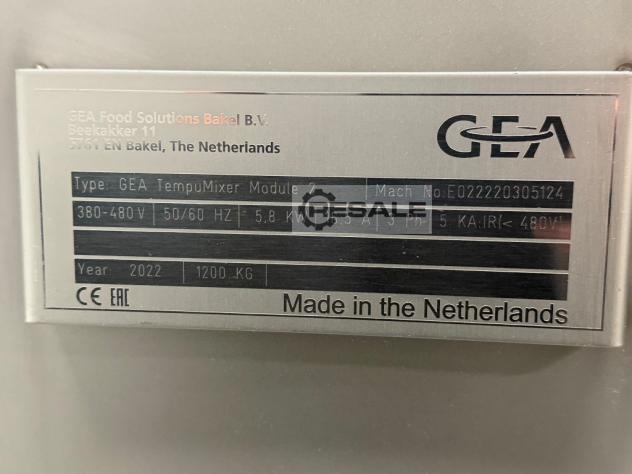 GEA Food Solutions Bakel B.V.
Beekakker 11
5761 EN Bakel, The Netherlands
GEA
Type: GEA TempuMixer Module Mach No:E022220305124
380-480V 50/60 HZ 5,8 KW A 3 Ph 5 KA:IR(< 480V)
RESALE
Year: 2022 1200 KG
CE EAC
Made in the Netherlands